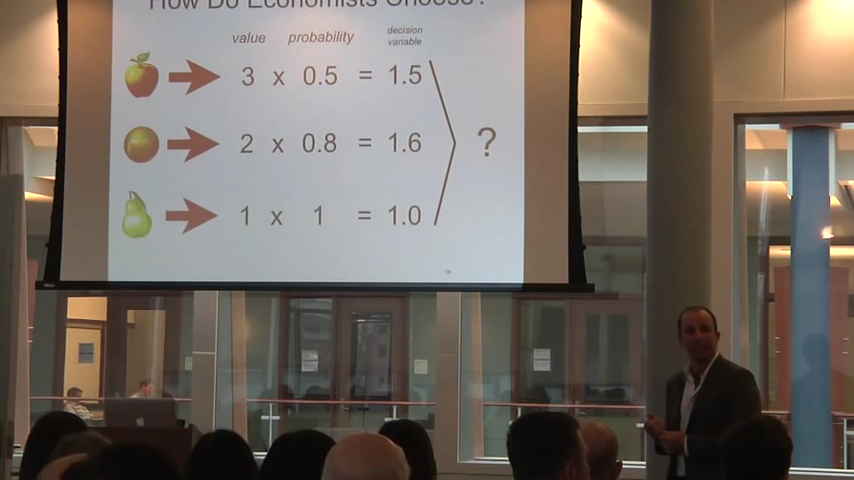 How Do Economists Choose?
value probability decision variable
3 x 0.5 = 1.5
2 x 0.8 = 1.6 ?
1 x 1 = 1.0